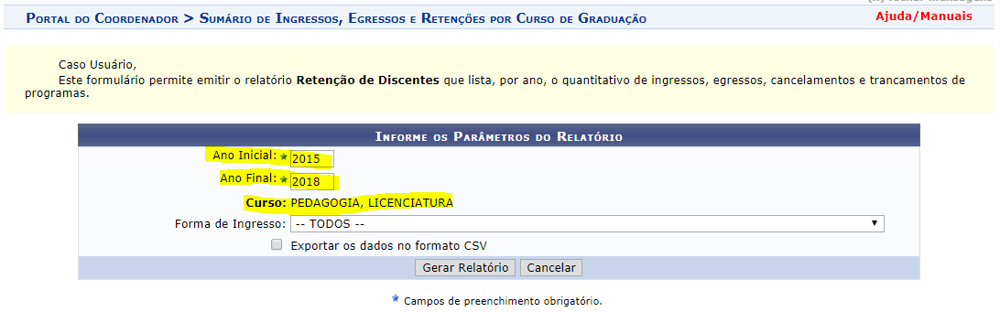 Portal do Coordenador > Sumário de Ingressos, Egressos e Retenções por Curso de Graduação
Ajuda/Manuais
Caso Usuário,
Este formulário permite emitir o relatório Retenção de Discentes que lista, por ano, o quantitativo de ingressos, egressos, cancelamentos e trancamentos de
programas.
Informe os Parâmetros do Relatório
Ano Inicial: 2015
Ano Final: 2018
Curso: PEDAGOGIA, LICENCIATURA
Forma de Ingresso: -- TODOS --
Exportar os dados no formato CSV
Gerar Relatório Cancelar
Campos de preenchimento obrigatório.